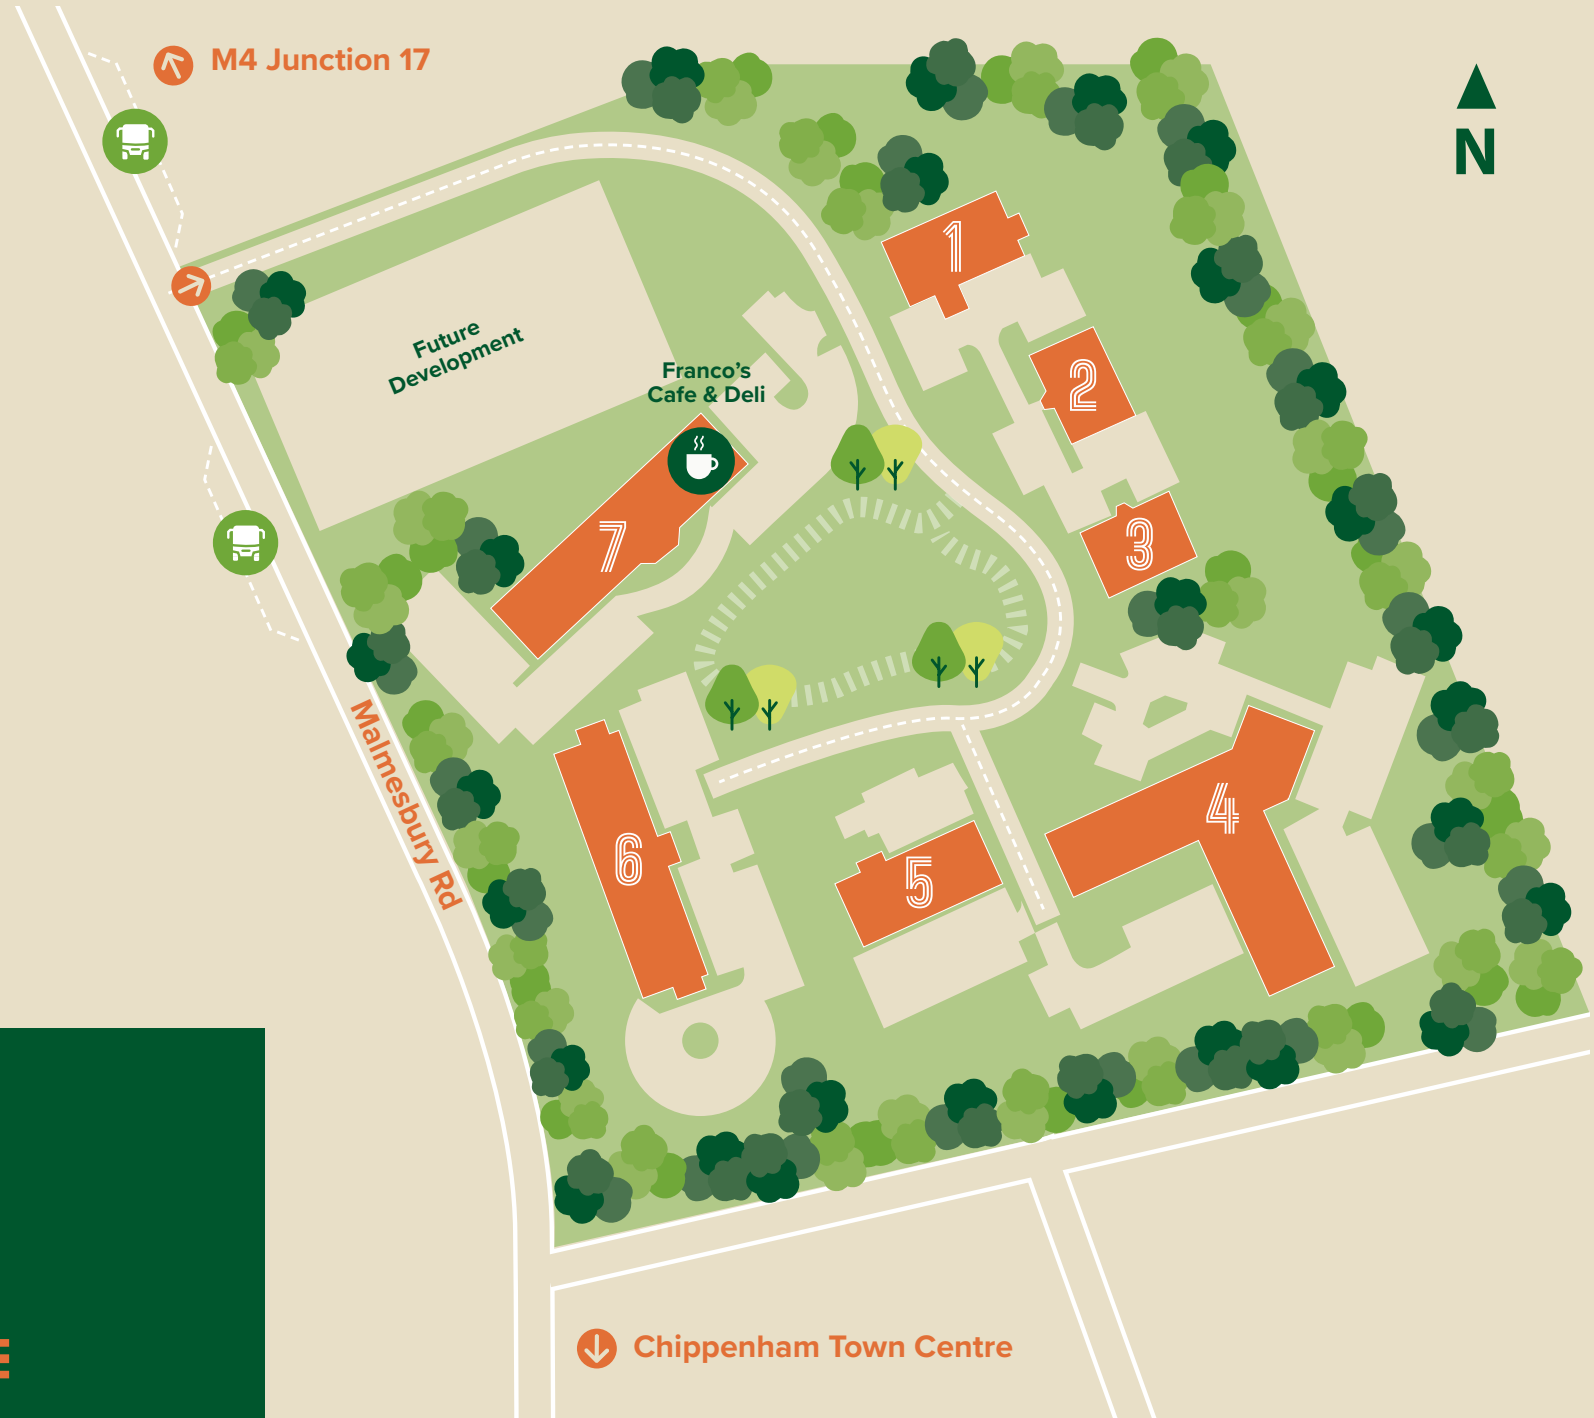 M4 Junction 17
N
1
Future
Development
Franco's
Cafe & Deli
2
7
3
Malmesbury Rd
4
6
5
Chippenham Town Centre